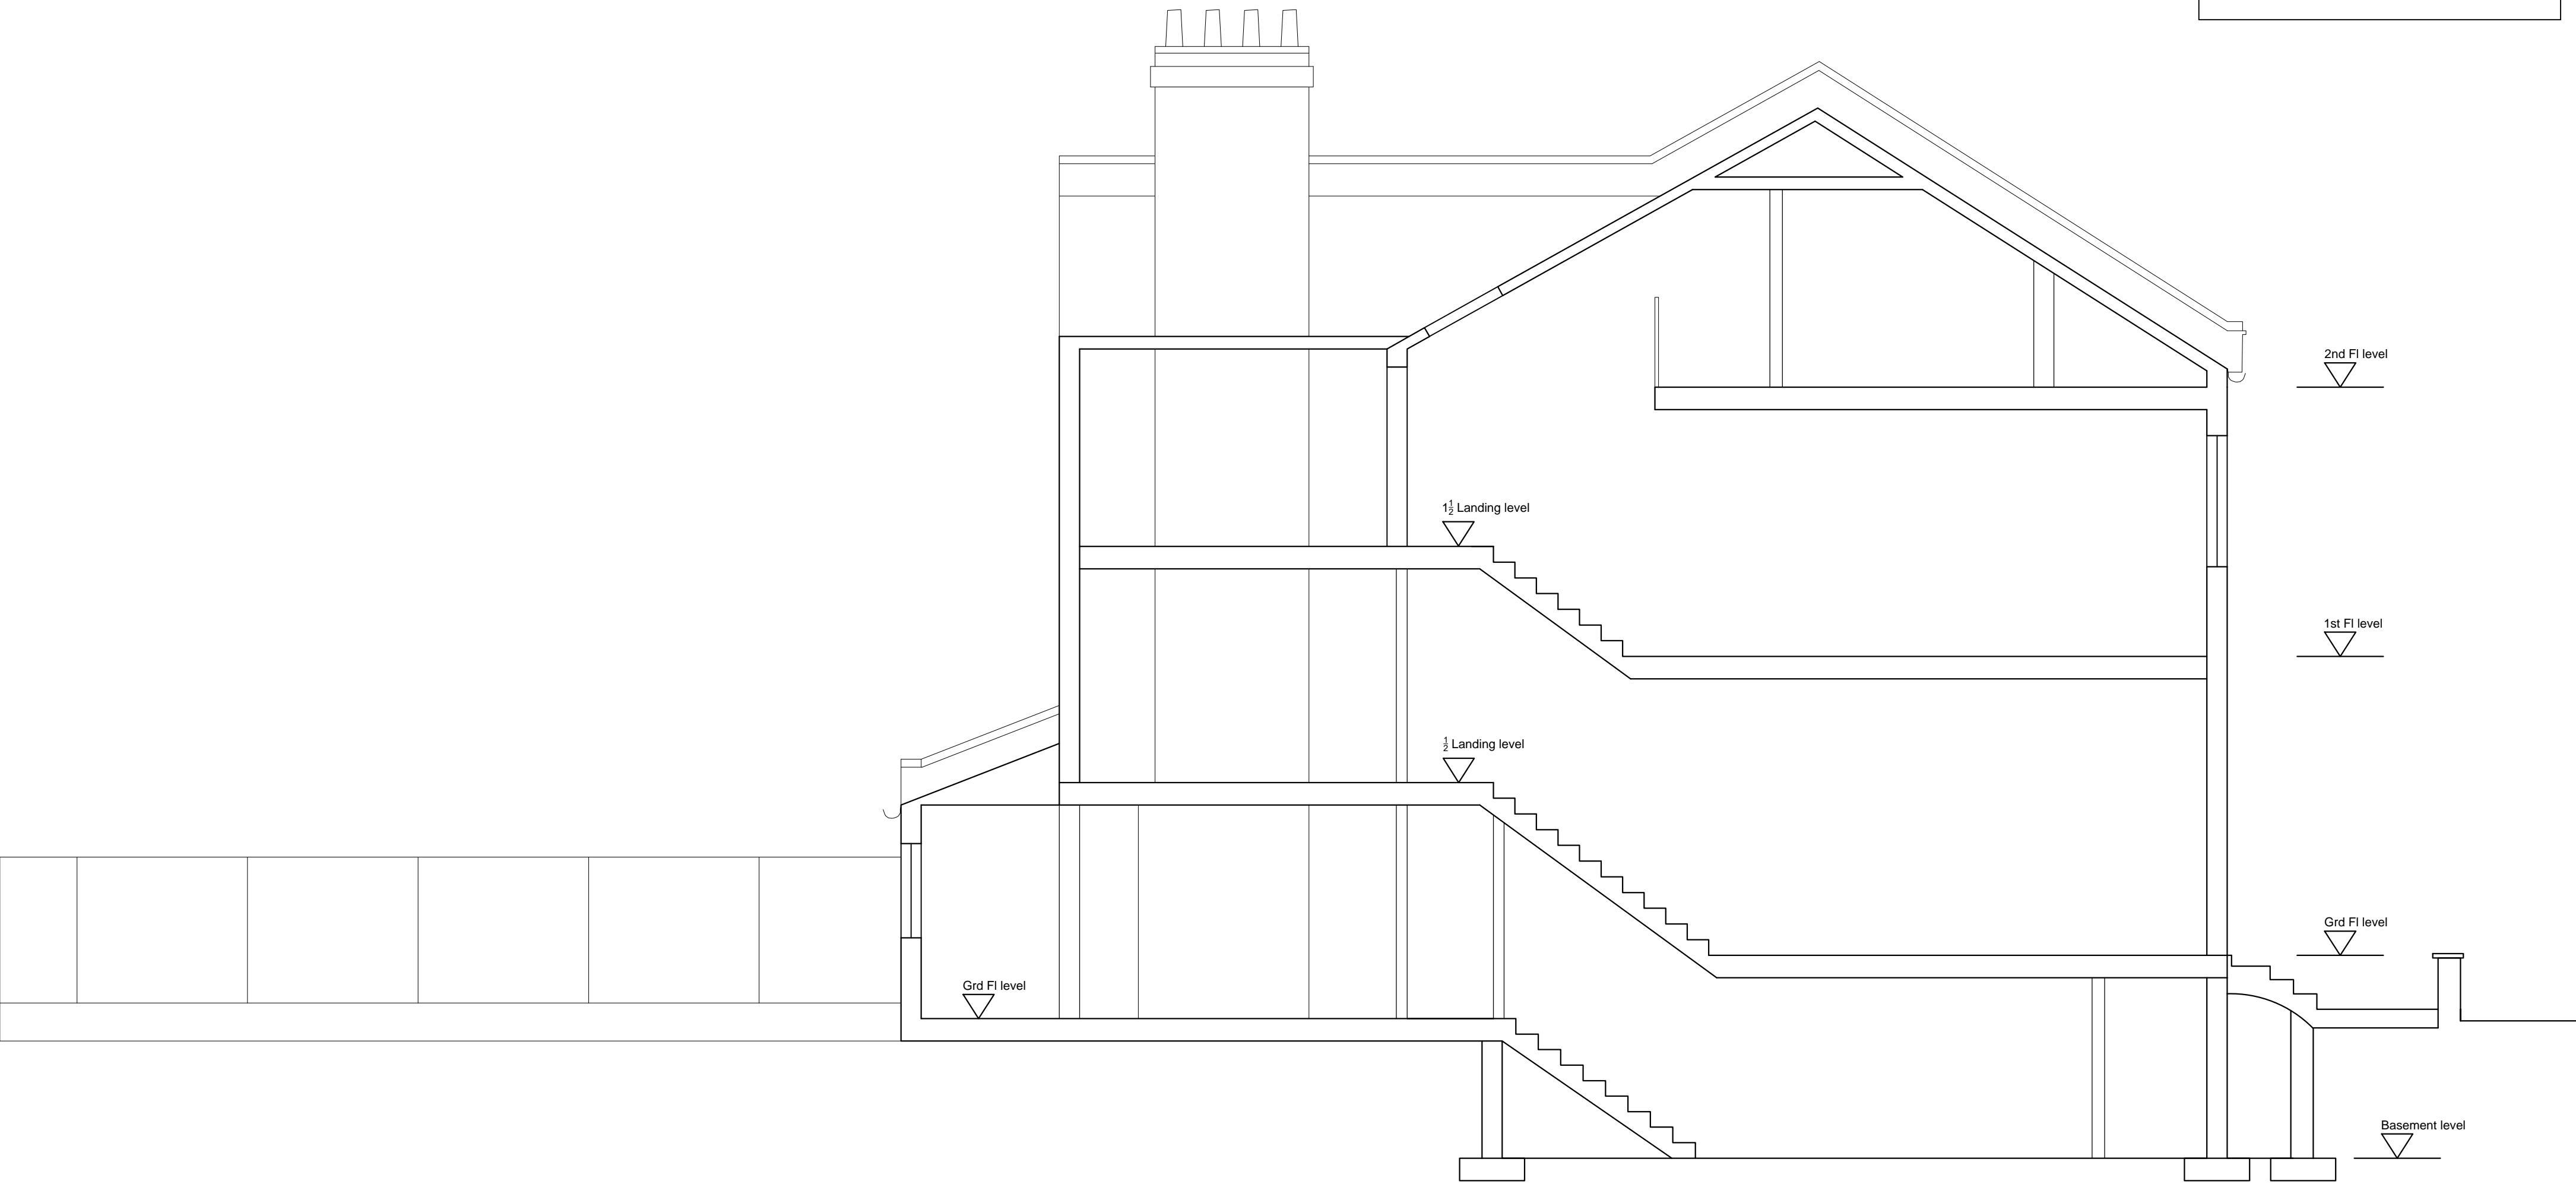 2nd Fl level
1½ Landing level
1st Fl level
½ Landing level
Grd Fl level
Grd Fl level
Basement level